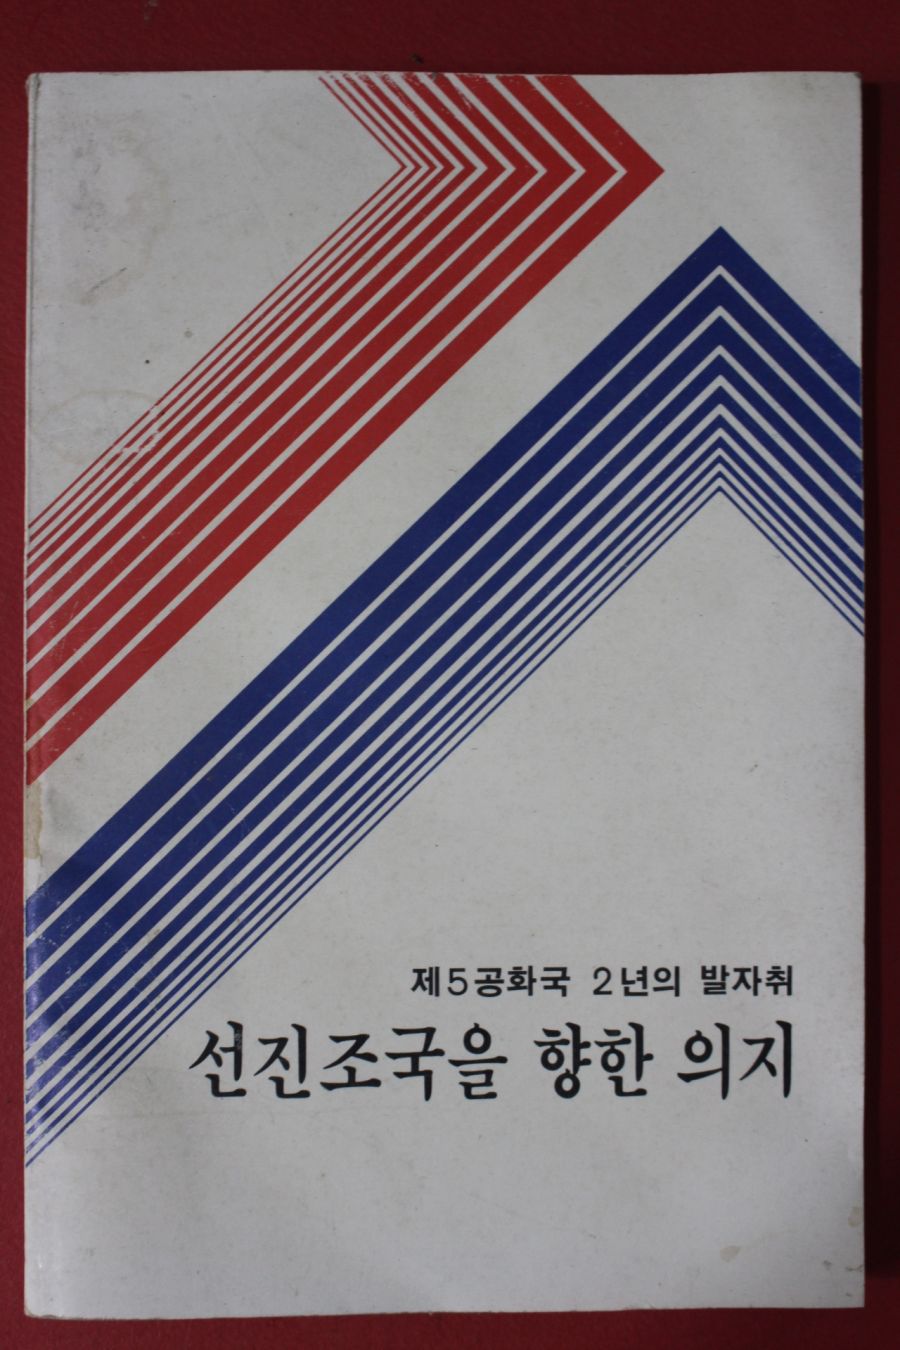 제5공화국 2년의 발자취
선진조국을 향한 의지